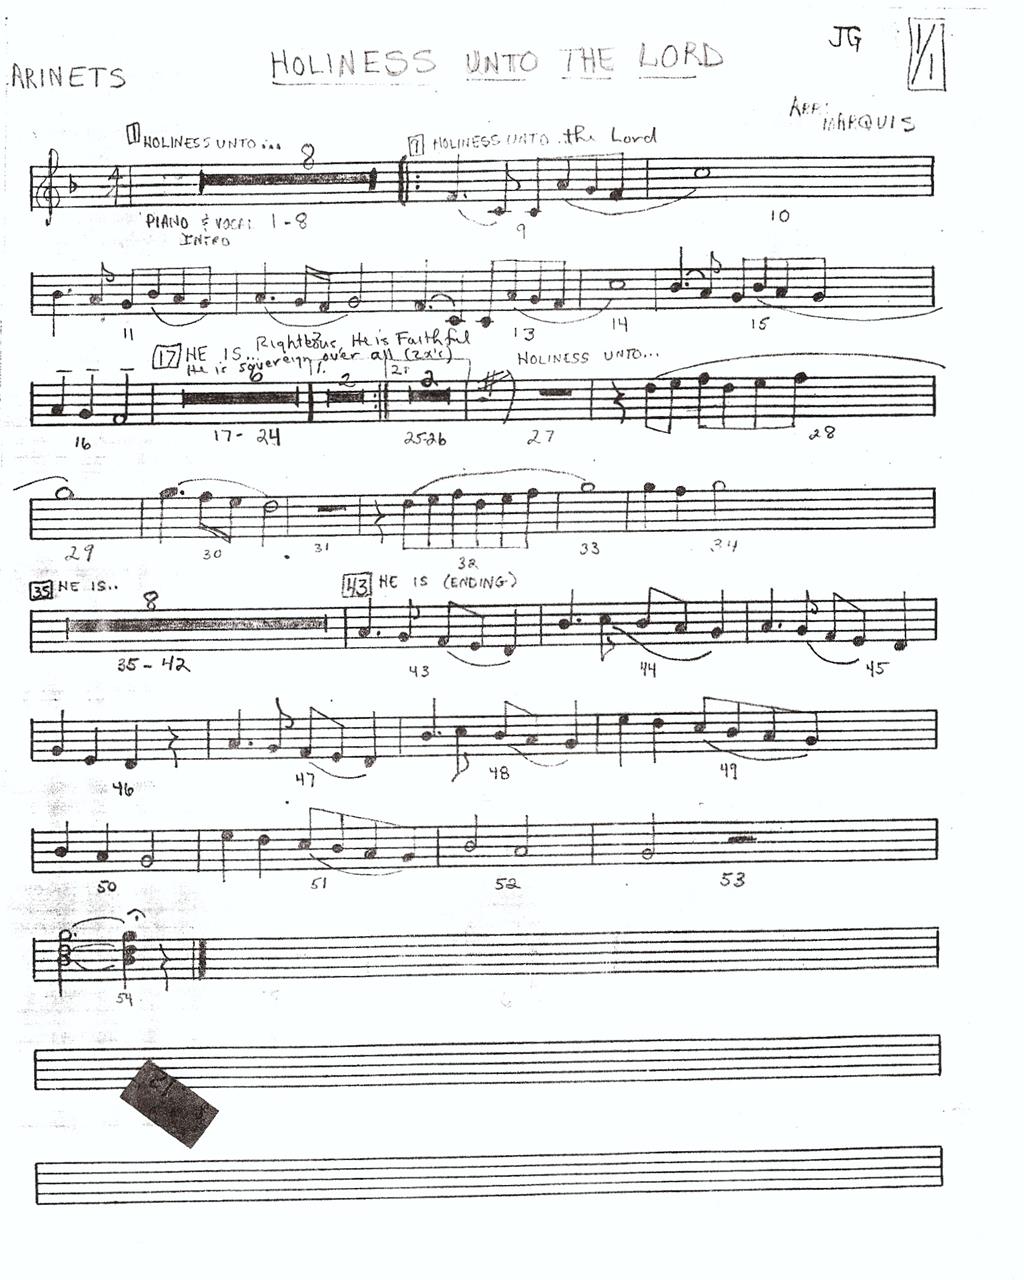 JG
1/1
HOLINESS UNTO THE LORD
ARINETS
ARR:
MARQUIS
1 HOLINESS UNTO...
8
9 HOLINESS UNTO the Lord
PIANO & VOCAL 1-8
INTRO
9
10
11
13
14
15
Righteous, He is Faithful
17 HE IS...
He is sovereign over all (2x's)
6
1.
2
2.
2
HOLINESS UNTO...
16
17-24
25-26
27
28
29
30
31
32
33
34
35 HE IS..
8
43 HE IS (ENDING)
35-42
43
44
45
46
47
48
49
50
51
52
53
54